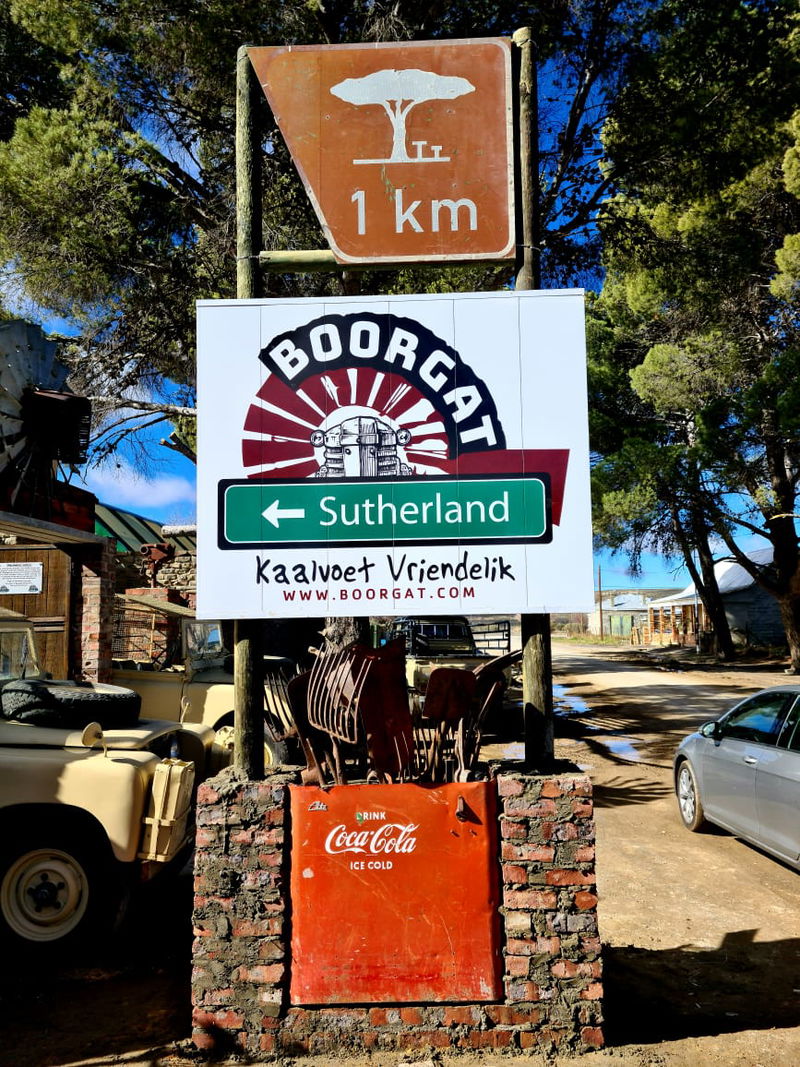 1 km
BOORGAT
← Sutherland
Kaalvoet Vriendelik
WWW.BOORGAT.COM
DRINK
Coca-Cola
ICE COLD